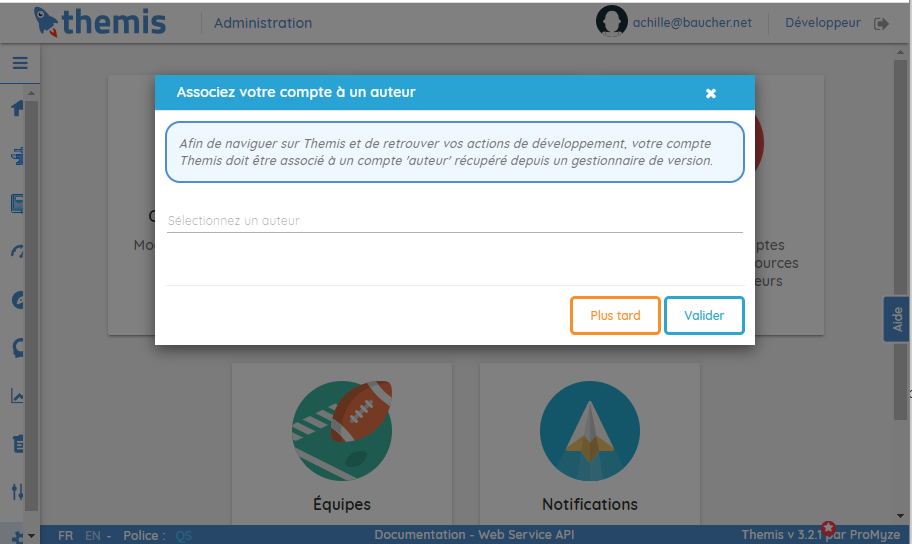 themis
Administration
achille@baucher.net
Développeur
Associez votre compte à un auteur
Afin de naviguer sur Themis et de retrouver vos actions de développement, votre compte
Themis doit être associé à un compte 'auteur' récupéré depuis un gestionnaire de version.
Sélectionnez un auteur
Plus tard
Valider
Mo
ptes
ources
eurs
Aide
Équipes
Notifications
FR EN - Police : QS
Documentation - Web Service API
Themis v 3.2.1 par ProMyze